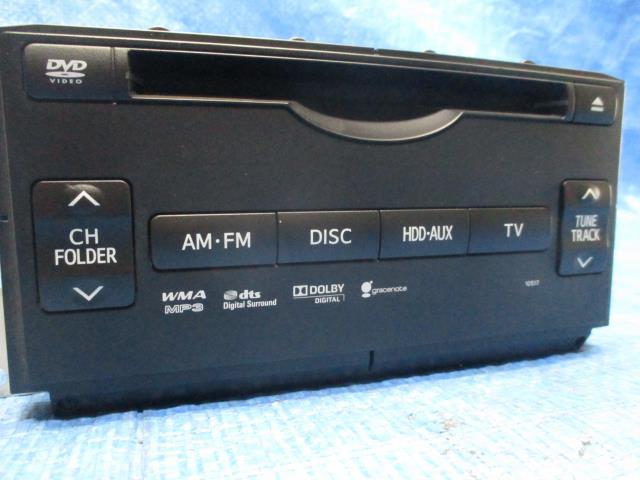 DVD
VIDEO
CH
FOLDER
AM·FM
DISC
HDD·AUX
TV
TUNE
TRACK
WMA
MP3
dts
Digital Surround
DOLBY
DIGITAL
gracenote